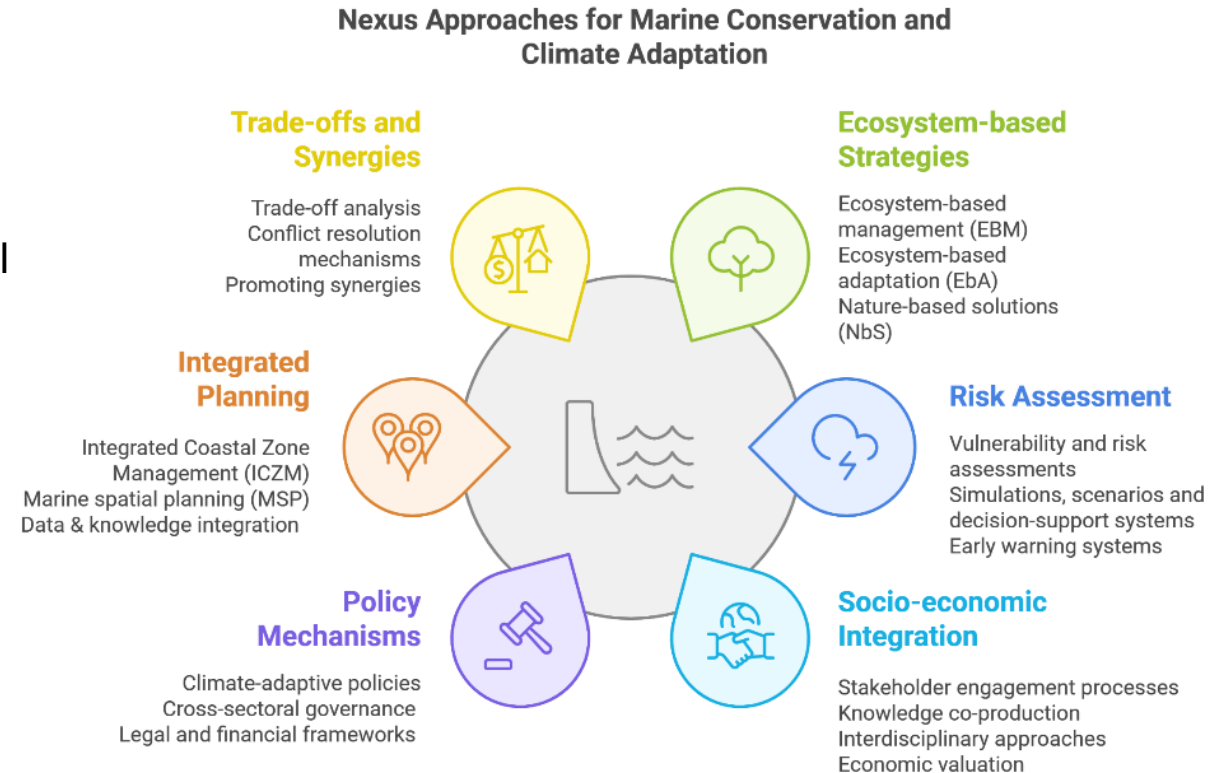 Nexus Approaches for Marine Conservation and
Climate Adaptation
Trade-offs and
Synergies
Trade-off analysis
Conflict resolution
mechanisms
Promoting synergies
Ecosystem-based
Strategies
Ecosystem-based
management (EBM)
Ecosystem-based
adaptation (EbA)
Nature-based solutions
(NbS)
Integrated
Planning
Integrated Coastal Zone
Management (ICZM)
Marine spatial planning (MSP)
Data & knowledge integration
Risk Assessment
Vulnerability and risk
assessments
Simulations, scenarios and
decision-support systems
Early warning systems
Policy
Mechanisms
Climate-adaptive policies
Cross-sectoral governance
Legal and financial frameworks
Socio-economic
Integration
Stakeholder engagement processes
Knowledge co-production
Interdisciplinary approaches
Economic valuation
$